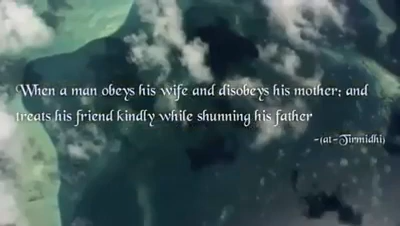 When a man obeys his wife and disobeys his mother; and
treats his friend kindly while shunning his father
-(at-Tirmidhi)